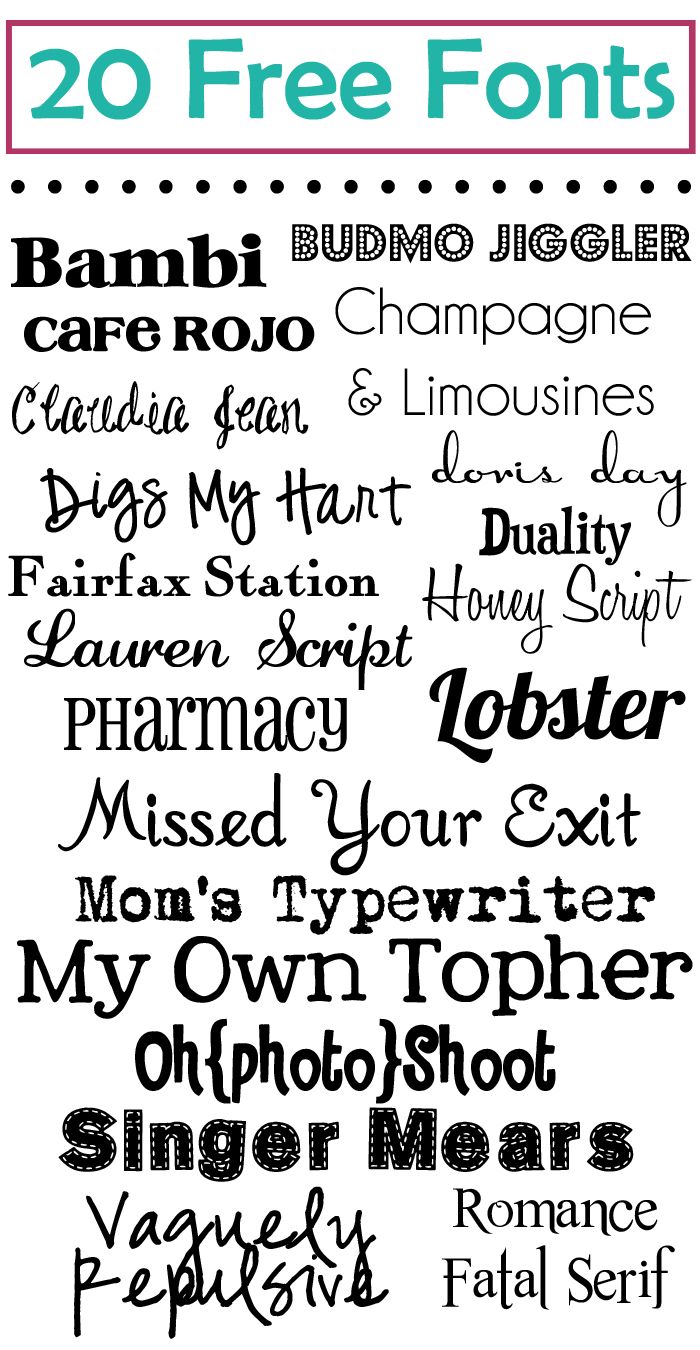 20 Free Fonts
Bambi
BUDMO JIGGLER
CAFE ROJO
Champagne
& Limousines
Claudia Jean
doris day
Digs My Hart
Duality
Fairfax Station
Honey Script
Lauren Script
Lobster
PHarmacy
Missed Your Exit
Mom's Typewriter
My Own Topher
Oh{photo}Shoot
Singer Mears
Vaguely
Repulsive
Romance
Fatal Serif